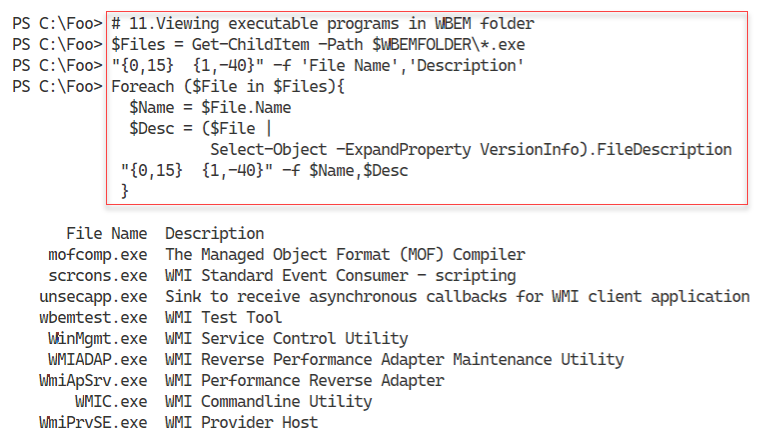 PS C:\Foo> # 11.Viewing executable programs in WBEM folder
PS C:\Foo> $Files = Get-ChildItem -Path $WBEMFOLDER\*.exe
PS C:\Foo> "{0,15}  {1,-40}" -f 'File Name','Description'
PS C:\Foo> Foreach ($File in $Files){
  $Name = $File.Name
  $Desc = ($File |
           Select-Object -ExpandProperty VersionInfo).FileDescription
 "{0,15}  {1,-40}" -f $Name,$Desc
 }
      File Name  Description
    mofcomp.exe  The Managed Object Format (MOF) Compiler
    scrcons.exe  WMI Standard Event Consumer - scripting
   unsecapp.exe  Sink to receive asynchronous callbacks for WMI client application
   wbemtest.exe  WMI Test Tool
    WinMgmt.exe  WMI Service Control Utility
    WMIADAP.exe  WMI Reverse Performance Adapter Maintenance Utility
   WmiApSrv.exe  WMI Performance Reverse Adapter
       WMIC.exe  WMI Commandline Utility
   WmiPrvSE.exe  WMI Provider Host